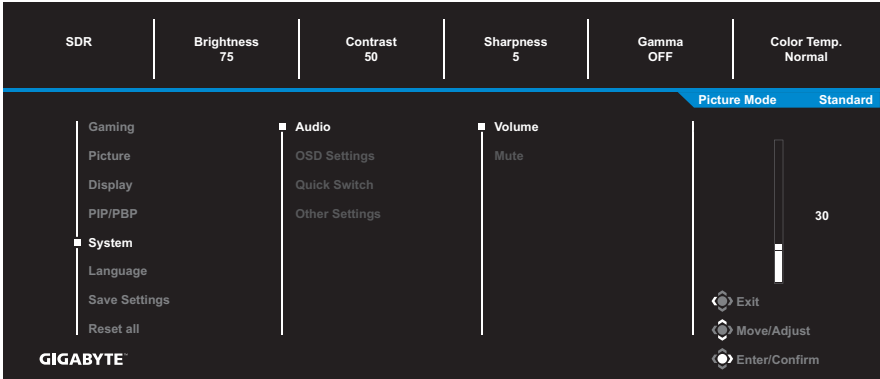 SDR Brightness Contrast Sharpness Gamma Color Temp.
75 50 5 OFF Normal
Picture Mode Standard
Gaming Audio Volume
Picture OSD Settings Mute
Display Quick Switch
PIP/PBP Other Settings 30
System
Language
Save Settings Exit
Reset all Move/Adjust
GIGABYTE™ Enter/Confirm